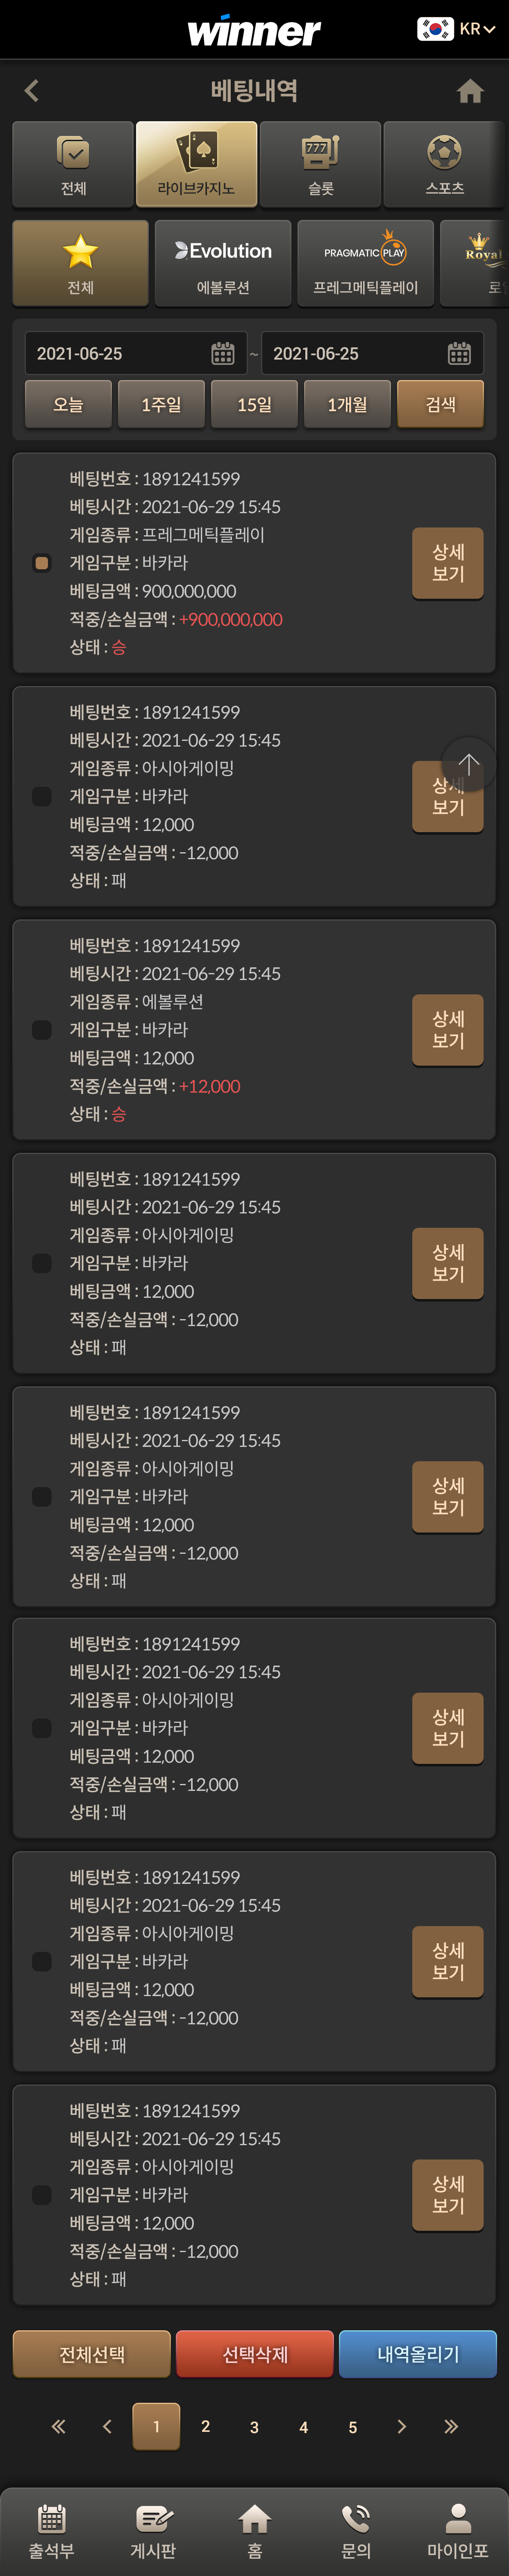 winner
KR
베팅내역
전체
라이브카지노
777
슬롯
스포츠
전체
Evolution
에볼루션
PRAGMATIC PLAY
프레그메틱플레이
Royal
로
2021-06-25 ~ 2021-06-25
오늘
1주일
15일
1개월
검색
베팅번호 : 1891241599
베팅시간 : 2021-06-29 15:45
게임종류 : 프레그메틱플레이
게임구분 : 바카라
베팅금액 : 900,000,000
적중/손실금액 : +900,000,000
상태 : 승
상세
보기
베팅번호 : 1891241599
베팅시간 : 2021-06-29 15:45
게임종류 : 아시아게이밍
게임구분 : 바카라
베팅금액 : 12,000
적중/손실금액 : -12,000
상태 : 패
상세
보기
베팅번호 : 1891241599
베팅시간 : 2021-06-29 15:45
게임종류 : 에볼루션
게임구분 : 바카라
베팅금액 : 12,000
적중/손실금액 : +12,000
상태 : 승
상세
보기
베팅번호 : 1891241599
베팅시간 : 2021-06-29 15:45
게임종류 : 아시아게이밍
게임구분 : 바카라
베팅금액 : 12,000
적중/손실금액 : -12,000
상태 : 패
상세
보기
베팅번호 : 1891241599
베팅시간 : 2021-06-29 15:45
게임종류 : 아시아게이밍
게임구분 : 바카라
베팅금액 : 12,000
적중/손실금액 : -12,000
상태 : 패
상세
보기
베팅번호 : 1891241599
베팅시간 : 2021-06-29 15:45
게임종류 : 아시아게이밍
게임구분 : 바카라
베팅금액 : 12,000
적중/손실금액 : -12,000
상태 : 패
상세
보기
베팅번호 : 1891241599
베팅시간 : 2021-06-29 15:45
게임종류 : 아시아게이밍
게임구분 : 바카라
베팅금액 : 12,000
적중/손실금액 : -12,000
상태 : 패
상세
보기
베팅번호 : 1891241599
베팅시간 : 2021-06-29 15:45
게임종류 : 아시아게이밍
게임구분 : 바카라
베팅금액 : 12,000
적중/손실금액 : -12,000
상태 : 패
상세
보기
전체선택
선택삭제
내역올리기
1 2 3 4 5
출석부
게시판
홈
문의
마이인포